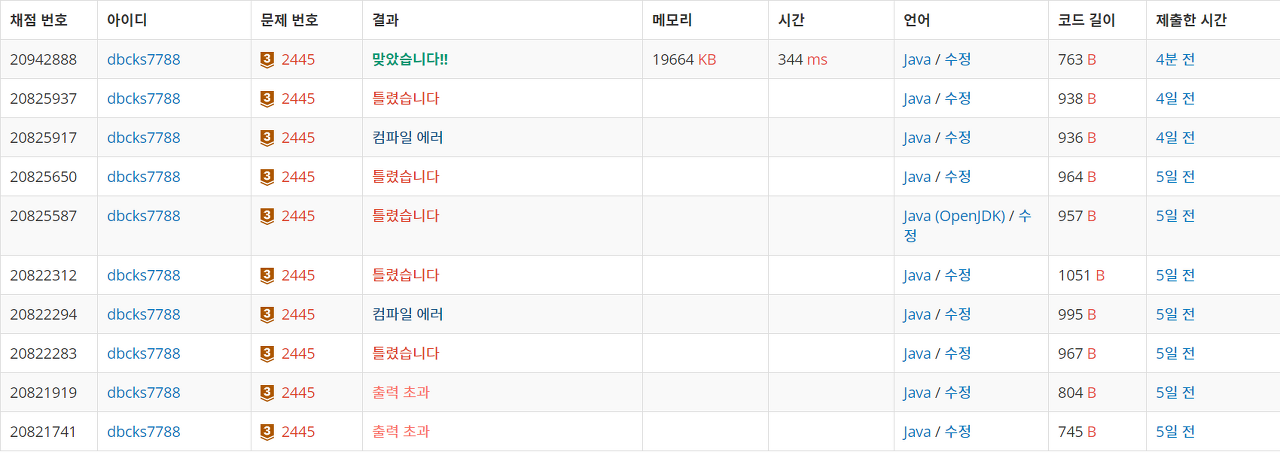 채점 번호 아이디 문제 번호 결과 메모리 시간 언어 코드 길이 제출한 시간
20942888 dbcks7788 3 2445 맞았습니다!! 19664 KB 344 ms Java / 수정 763 B 4분 전
20825937 dbcks7788 3 2445 틀렸습니다 Java / 수정 938 B 4일 전
20825917 dbcks7788 3 2445 컴파일 에러 Java / 수정 936 B 4일 전
20825650 dbcks7788 3 2445 틀렸습니다 Java / 수정 964 B 5일 전
20825587 dbcks7788 3 2445 틀렸습니다 Java (OpenJDK) / 수 957 B 5일 전
정
20822312 dbcks7788 3 2445 틀렸습니다 Java / 수정 1051 B 5일 전
20822294 dbcks7788 3 2445 컴파일 에러 Java / 수정 995 B 5일 전
20822283 dbcks7788 3 2445 틀렸습니다 Java / 수정 967 B 5일 전
20821919 dbcks7788 3 2445 출력 초과 Java / 수정 804 B 5일 전
20821741 dbcks7788 3 2445 출력 초과 Java / 수정 745 B 5일 전